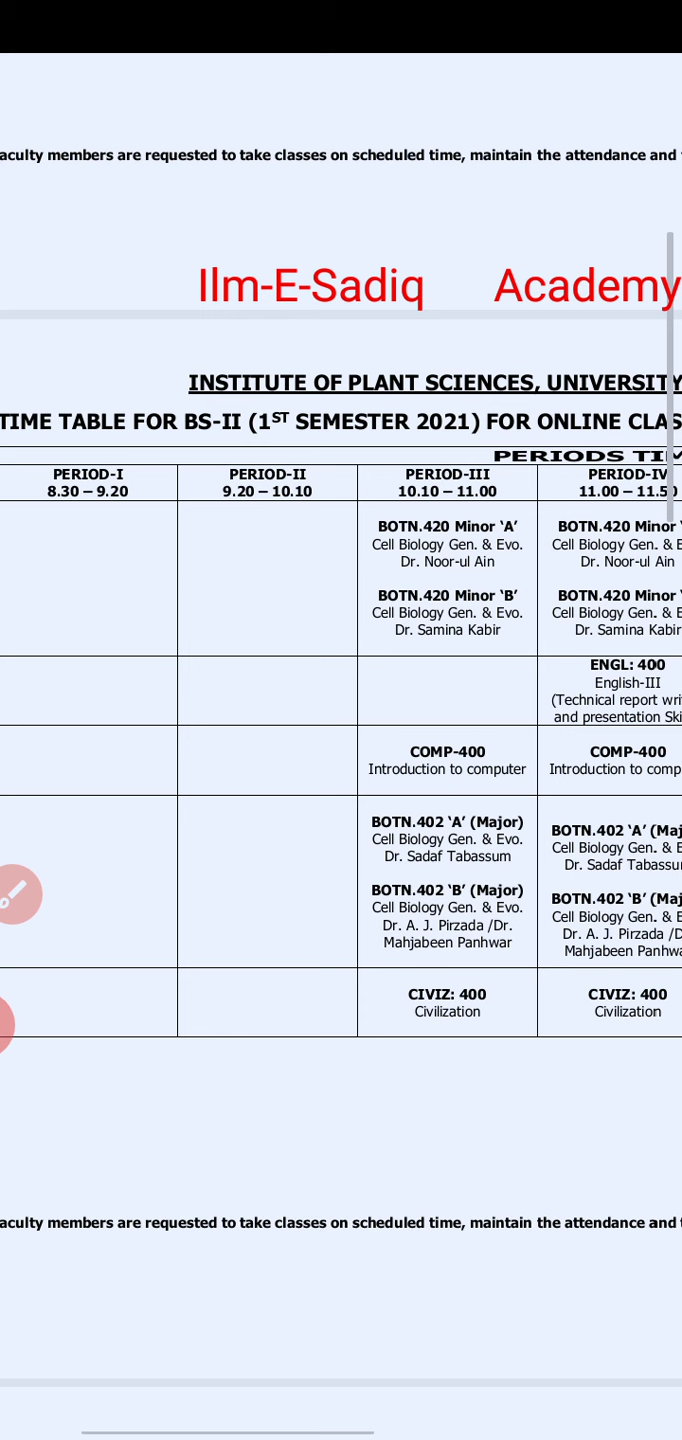 aculty members are requested to take classes on scheduled time, maintain the attendance and
Ilm-E-Sadiq Academy
INSTITUTE OF PLANT SCIENCES, UNIVERSITY
TIME TABLE FOR BS-II (1ST SEMESTER 2021) FOR ONLINE CLAS
PERIODS TIM
PERIOD-I PERIOD-II PERIOD-III PERIOD-IV
8.30 – 9.20 9.20 – 10.10 10.10 – 11.00 11.00 – 11.50
BOTN.420 Minor ‘A’ BOTN.420 Minor
Cell Biology Gen. & Evo. Cell Biology Gen. & E
Dr. Noor-ul Ain Dr. Noor-ul Ain
BOTN.420 Minor ‘B’ BOTN.420 Minor
Cell Biology Gen. & Evo. Cell Biology Gen. & E
Dr. Samina Kabir Dr. Samina Kabir
ENGL: 400
English-III
(Technical report wri
and presentation Ski
COMP-400 COMP-400
Introduction to computer Introduction to comp
BOTN.402 ‘A’ (Major) BOTN.402 ‘A’ (Maj
Cell Biology Gen. & Evo. Cell Biology Gen. & E
Dr. Sadaf Tabassum Dr. Sadaf Tabassu
BOTN.402 ‘B’ (Major) BOTN.402 ‘B’ (Maj
Cell Biology Gen. & Evo. Cell Biology Gen. & E
Dr. A. J. Pirzada /Dr. Dr. A. J. Pirzada /D
Mahjabeen Panhwar Mahjabeen Panhwa
CIVIZ: 400 CIVIZ: 400
Civilization Civilization
aculty members are requested to take classes on scheduled time, maintain the attendance and